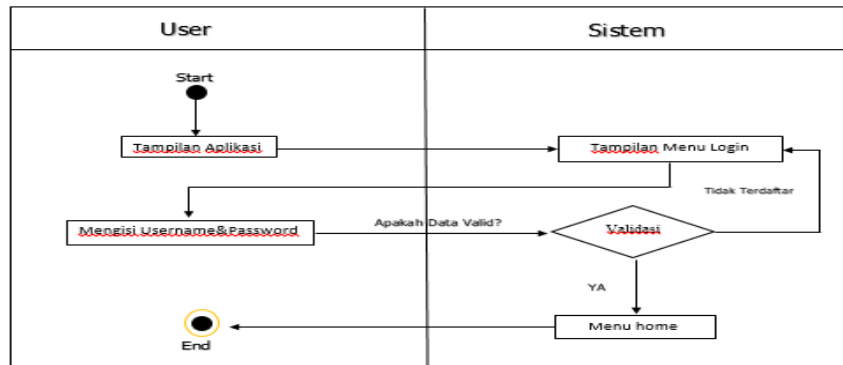 User
Sistem
Start
Tampilan Aplikasi
Tampilan Menu Login
Tidak Terdaftar
Mengisi Username&Password
Apakah Data Valid?
Validasi
YA
Menu home
End